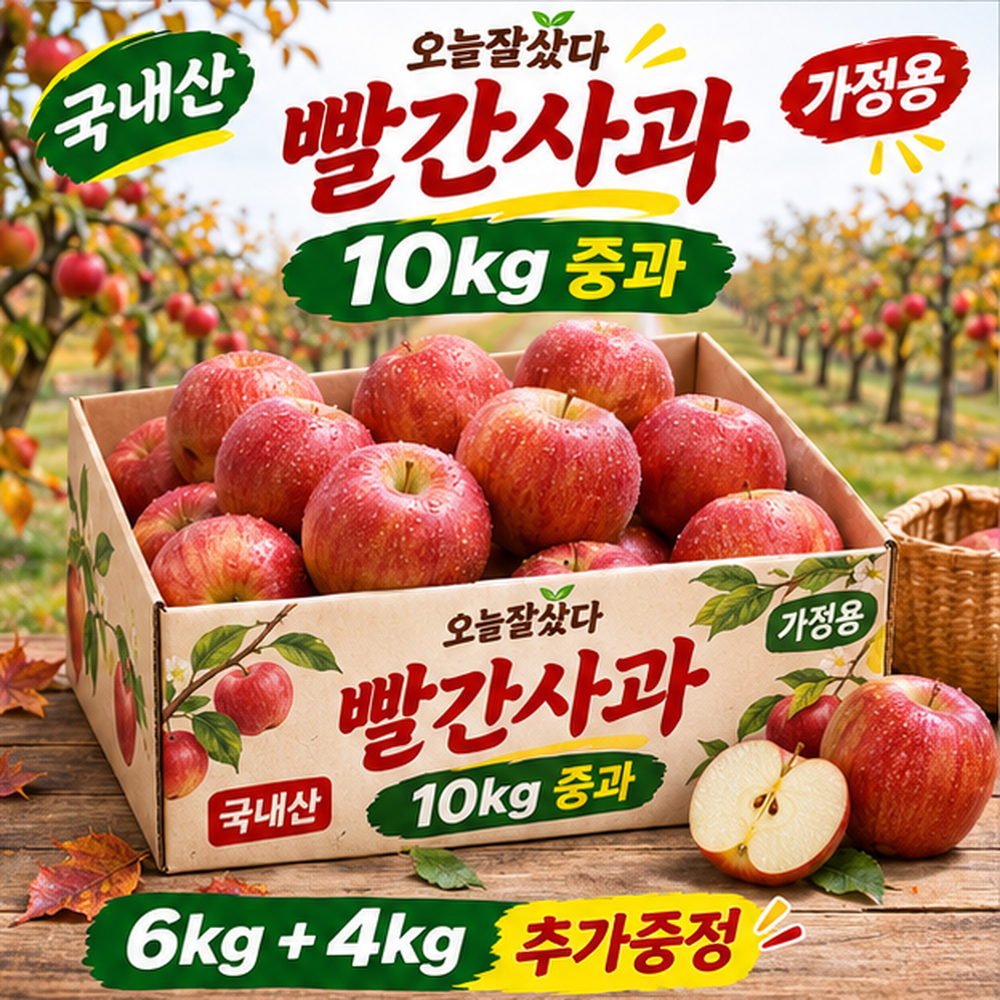 국내산
오늘잘샀다
가정용
빨간사과
10kg 중과
오늘잘샀다
가정용
빨간사과
국내산
10kg 중과
6kg + 4kg 추가중정